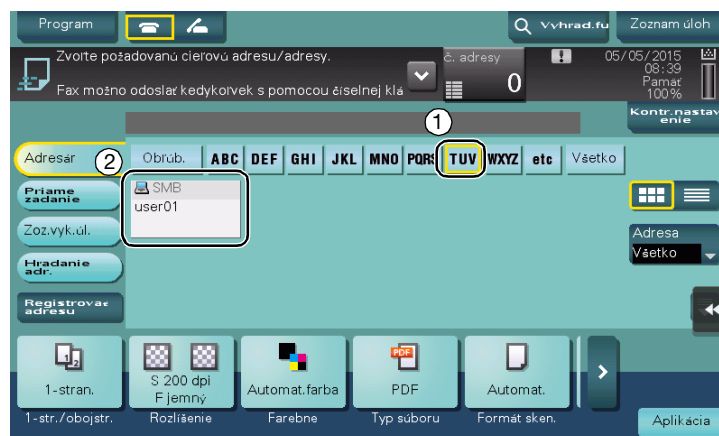 Program
Vyhrad.fu
Zoznam úloh
Zvoľte požadovanú cieľovú adresu/adresy.
Fax možno odoslať kedykoľvek s pomocou číselnej klá
č. adresy
0
05/05/2015
08:39
Pamäť
100%
Kontr.nastav
enie
1
Adresár
2
Obľúb.
ABC
DEF
GHI
JKL
MNO
PQRS
TUV
WXYZ
etc
Všetko
Priame
zadanie
SMB
user01
Zoz.vyk.úl.
Adresa
Všetko
Hľadanie
adr.
Registrovať
adresu
1-stran.
S 200 dpi
F jemný
Automat.farba
PDF
PDF
Automat.
1-str./obojstr.
Rozlíšenie
Farebne
Typ súboru
Formát sken.
Aplikácia